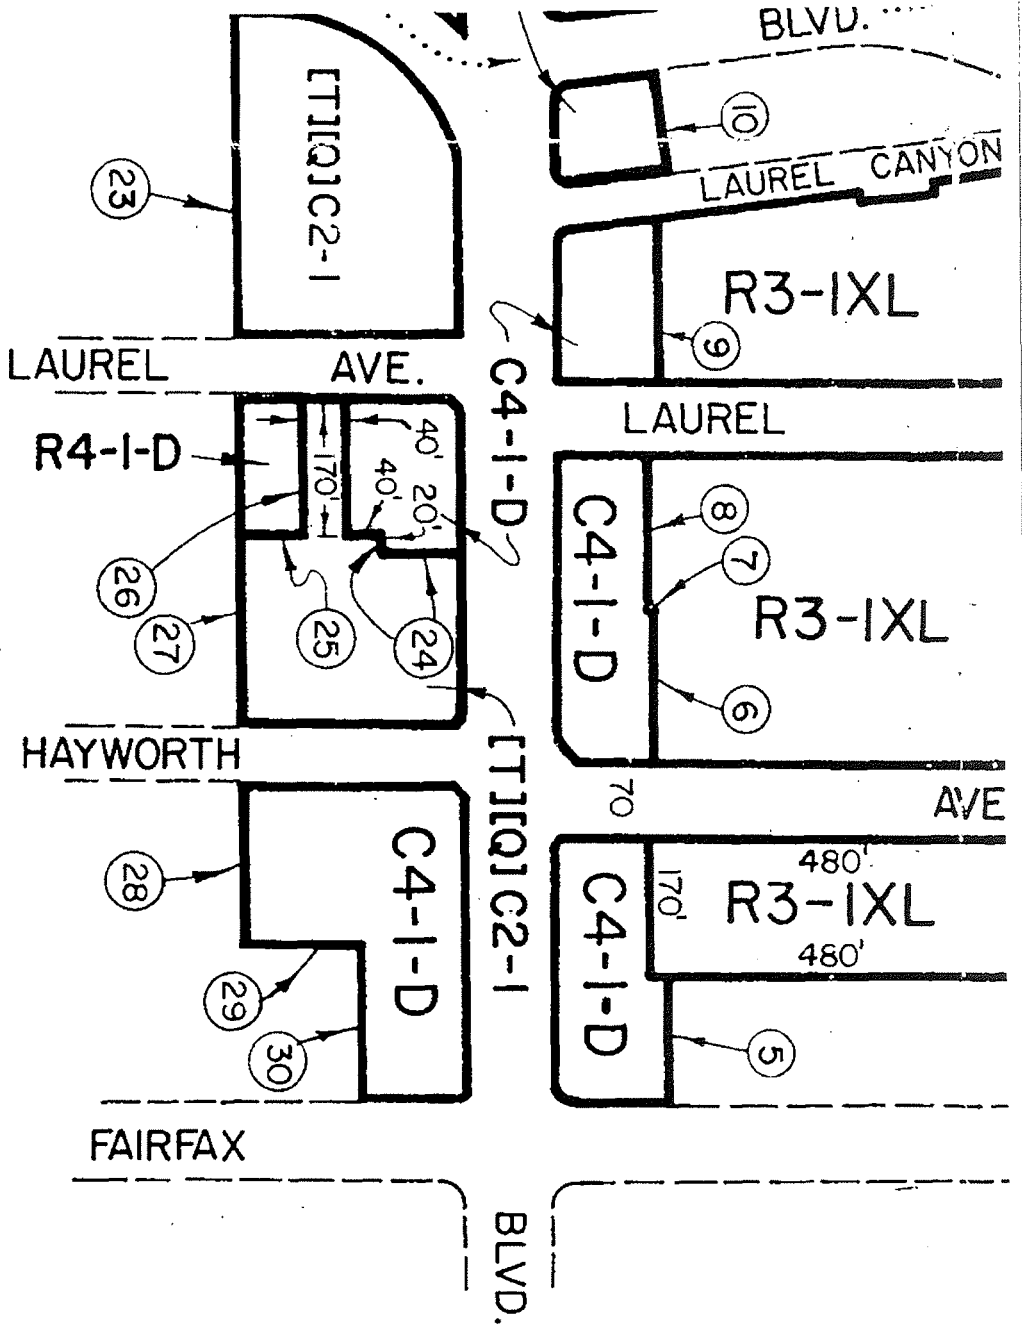 BLVD.
10
[T][Q]C2-1
23
LAUREL CANYON
R3-1XL
9
LAUREL AVE.
C4-1-D
LAUREL
R4-1-D
40'
170'
40'
20'
C4-1-D
8
7
R3-1XL
26
27
25
24
6
[T][Q]C2-1
HAYWORTH
70
AVE
480'
C4-1-D
C4-1-D
170'
R3-1XL
480'
28
29
30
5
FAIRFAX
BLVD.